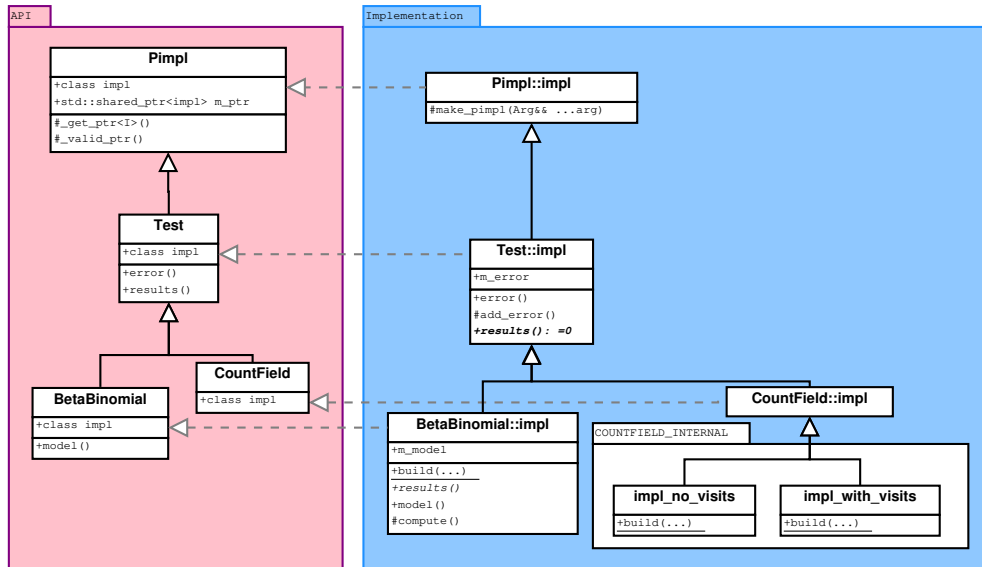 API
Pimpl
+class impl
+std::shared_ptr<impl> m_ptr
#_get_ptr<I>()
#_valid_ptr()
Test
+class impl
+error()
+results()
CountField
+class impl
BetaBinomial
+class impl
+model()
Implementation
Pimpl::impl
#make_pimpl(Arg&& ...arg)
Test::impl
+m_error
+error()
#add_error()
+results(): =0
CountField::impl
BetaBinomial::impl
+m_model
+build(...)
+results()
+model()
#compute()
COUNTFIELD_INTERNAL
impl_no_visits
+build(...)
impl_with_visits
+build(...)